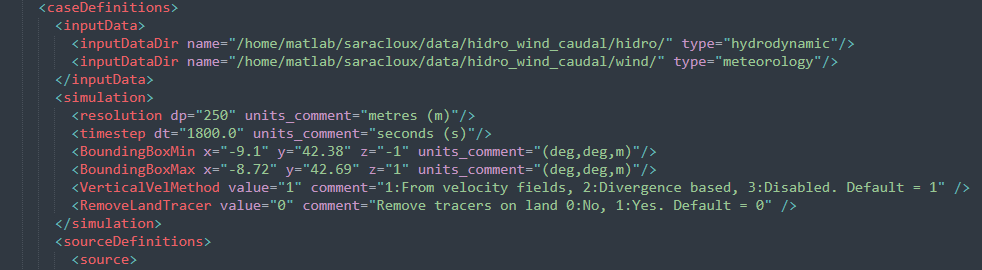 <caseDefinitions>
<inputData>
<inputDataDir name="/home/matlab/saracloux/data/hidro_wind_caudal/hidro/" type="hydrodynamic"/>
<inputDataDir name="/home/matlab/saracloux/data/hidro_wind_caudal/wind/" type="meteorology"/>
</inputData>
<simulation>
<resolution dp="250" units_comment="metres (m)"/>
<timestep dt="1800.0" units_comment="seconds (s)"/>
<BoundingBoxMin x="-9.1" y="42.38" z="-1" units_comment="(deg,deg,m)"/>
<BoundingBoxMax x="-8.72" y="42.69" z="1" units_comment="(deg,deg,m)"/>
<VerticalVelMethod value="1" comment="1:From velocity fields, 2:Divergence based, 3:Disabled. Default = 1" />
<RemoveLandTracer value="0" comment="Remove tracers on land 0:No, 1:Yes. Default = 0" />
</simulation>
<sourceDefinitions>
<source>